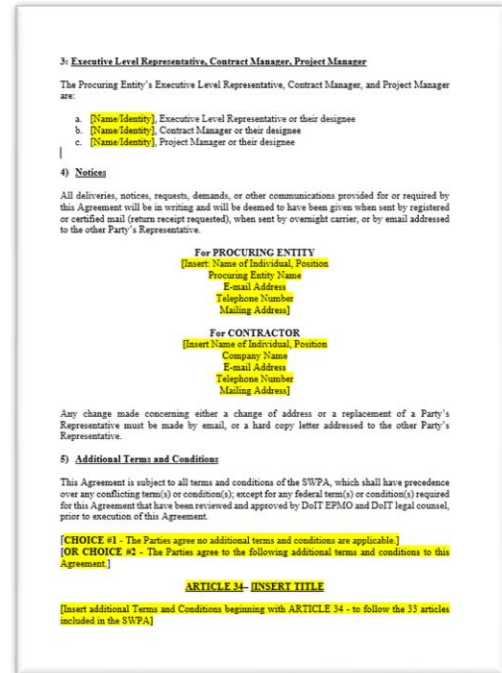 3: Executive Level Representative, Contract Manager, Project Manager
The Procuring Entity's Executive Level Representative, Contract Manager, and Project Manager
are:
a. [Name/Identity], Executive Level Representative or their designee
b. [Name/Identity], Contract Manager or their designee
c. [Name/Identity], Project Manager or their designee
4) Notices
All deliveries, notices, requests, demands, or other communications provided for or required by
this Agreement will be in writing and will be deemed to have been given when sent by registered
or certified mail (return receipt requested), when sent by overnight carrier, or by email addressed
to the other Party's Representative.
For PROCURING ENTITY
[Insert: Name of Individual, Position
Procuring Entity Name
E-mail Address
Telephone Number
Mailing Address]
For CONTRACTOR
[Insert Name of Individual, Position
Company Name
E-mail Address
Telephone Number
Mailing Address]
Any change made concerning either a change of address or a replacement of a Party's
Representative must be made by email, or a hard copy letter addressed to the other Party's
Representative.
5) Additional Terms and Conditions
This Agreement is subject to all terms and conditions of the SWPA, which shall have precedence
over any conflicting term(s) or condition(s); except for any federal term(s) or condition(s) required
for this Agreement that have been reviewed and approved by DoIT EPMO and DoIT legal counsel,
prior to execution of this Agreement.
[CHOICE #1 - The Parties agree no additional terms and conditions are applicable.]
[OR CHOICE #2 - The Parties agree to the following additional terms and conditions to this
Agreement.]
ARTICLE 34– [INSERT TITLE
[Insert additional Terms and Conditions beginning with ARTICLE 34 - to follow the 33 articles
included in the SWPA]